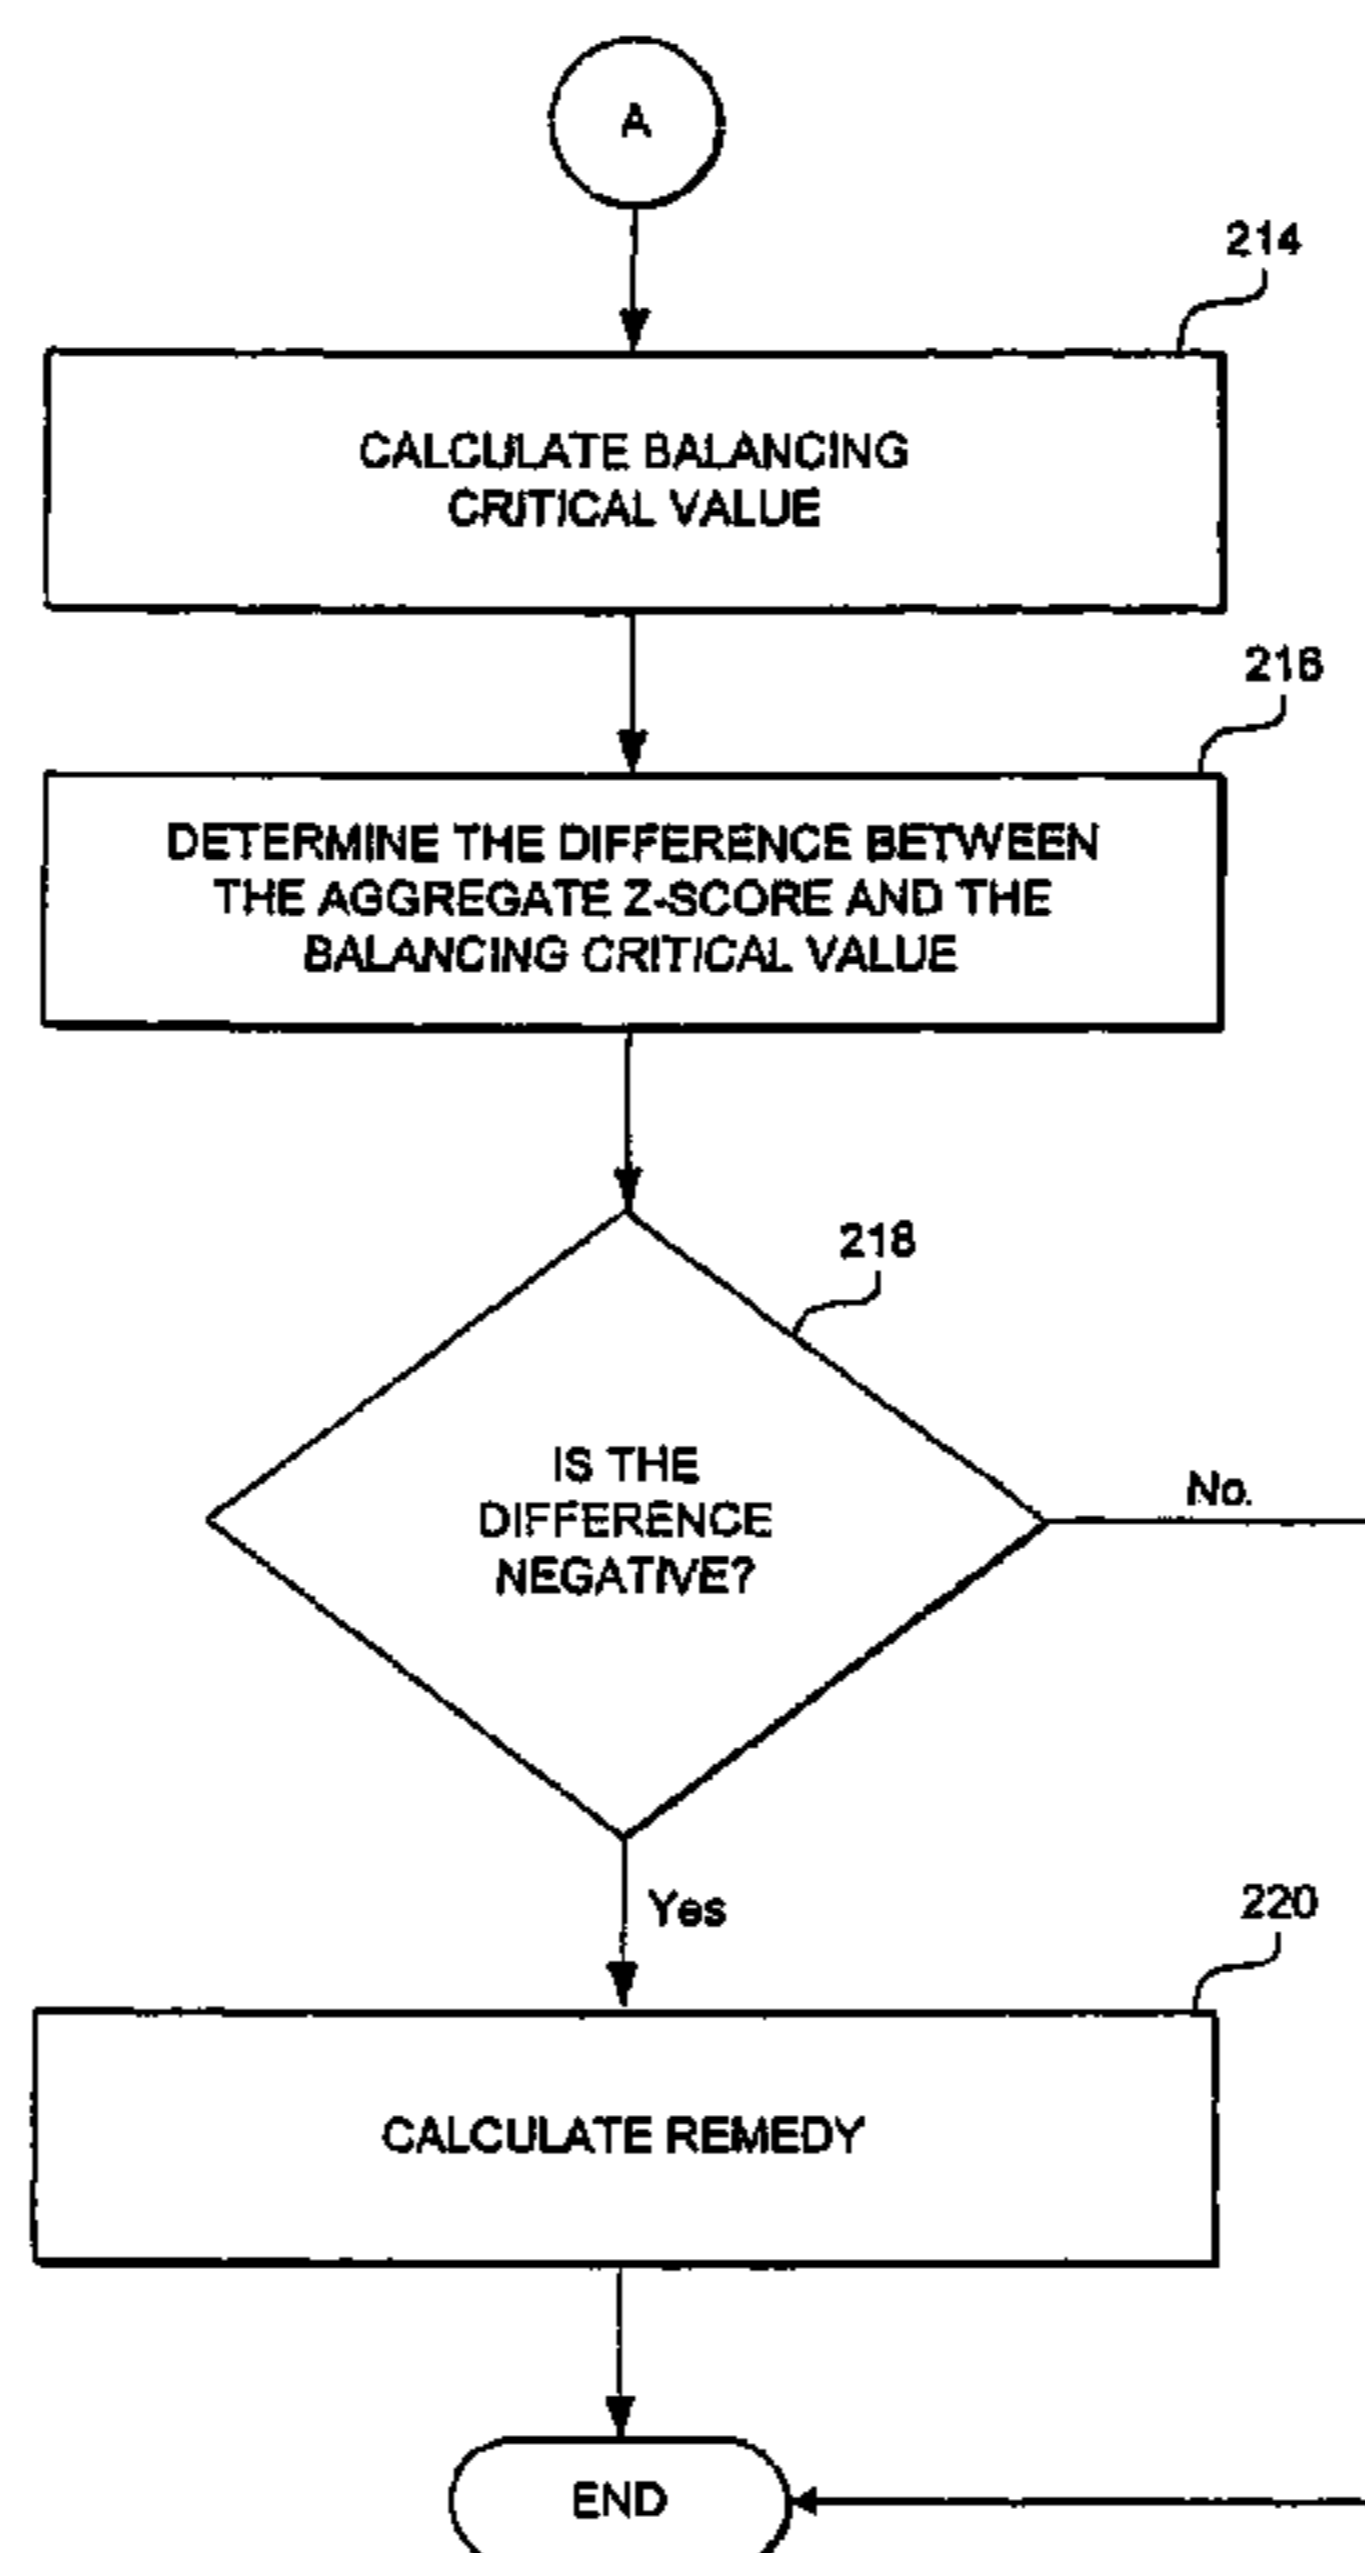 A
214
CALCULATE BALANCING
CRITICAL VALUE
216
DETERMINE THE DIFFERENCE BETWEEN
THE AGGREGATE Z-SCORE AND THE
BALANCING CRITICAL VALUE
218
IS THE
DIFFERENCE
NEGATIVE?
No.
Yes
220
CALCULATE REMEDY
END